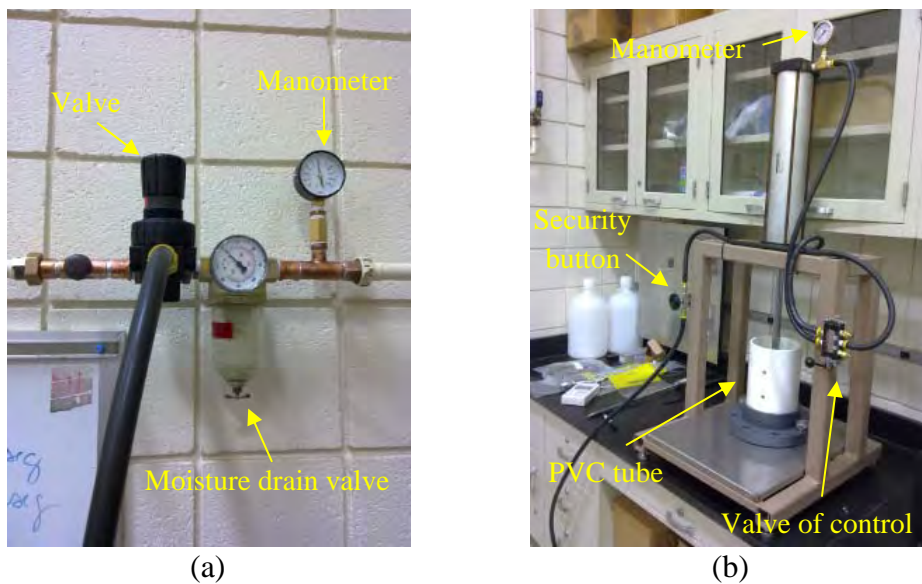 Manometer
Valve
Moisture drain valve
(a)
Manometer
Security
button
PVC tube
Valve of control
(b)